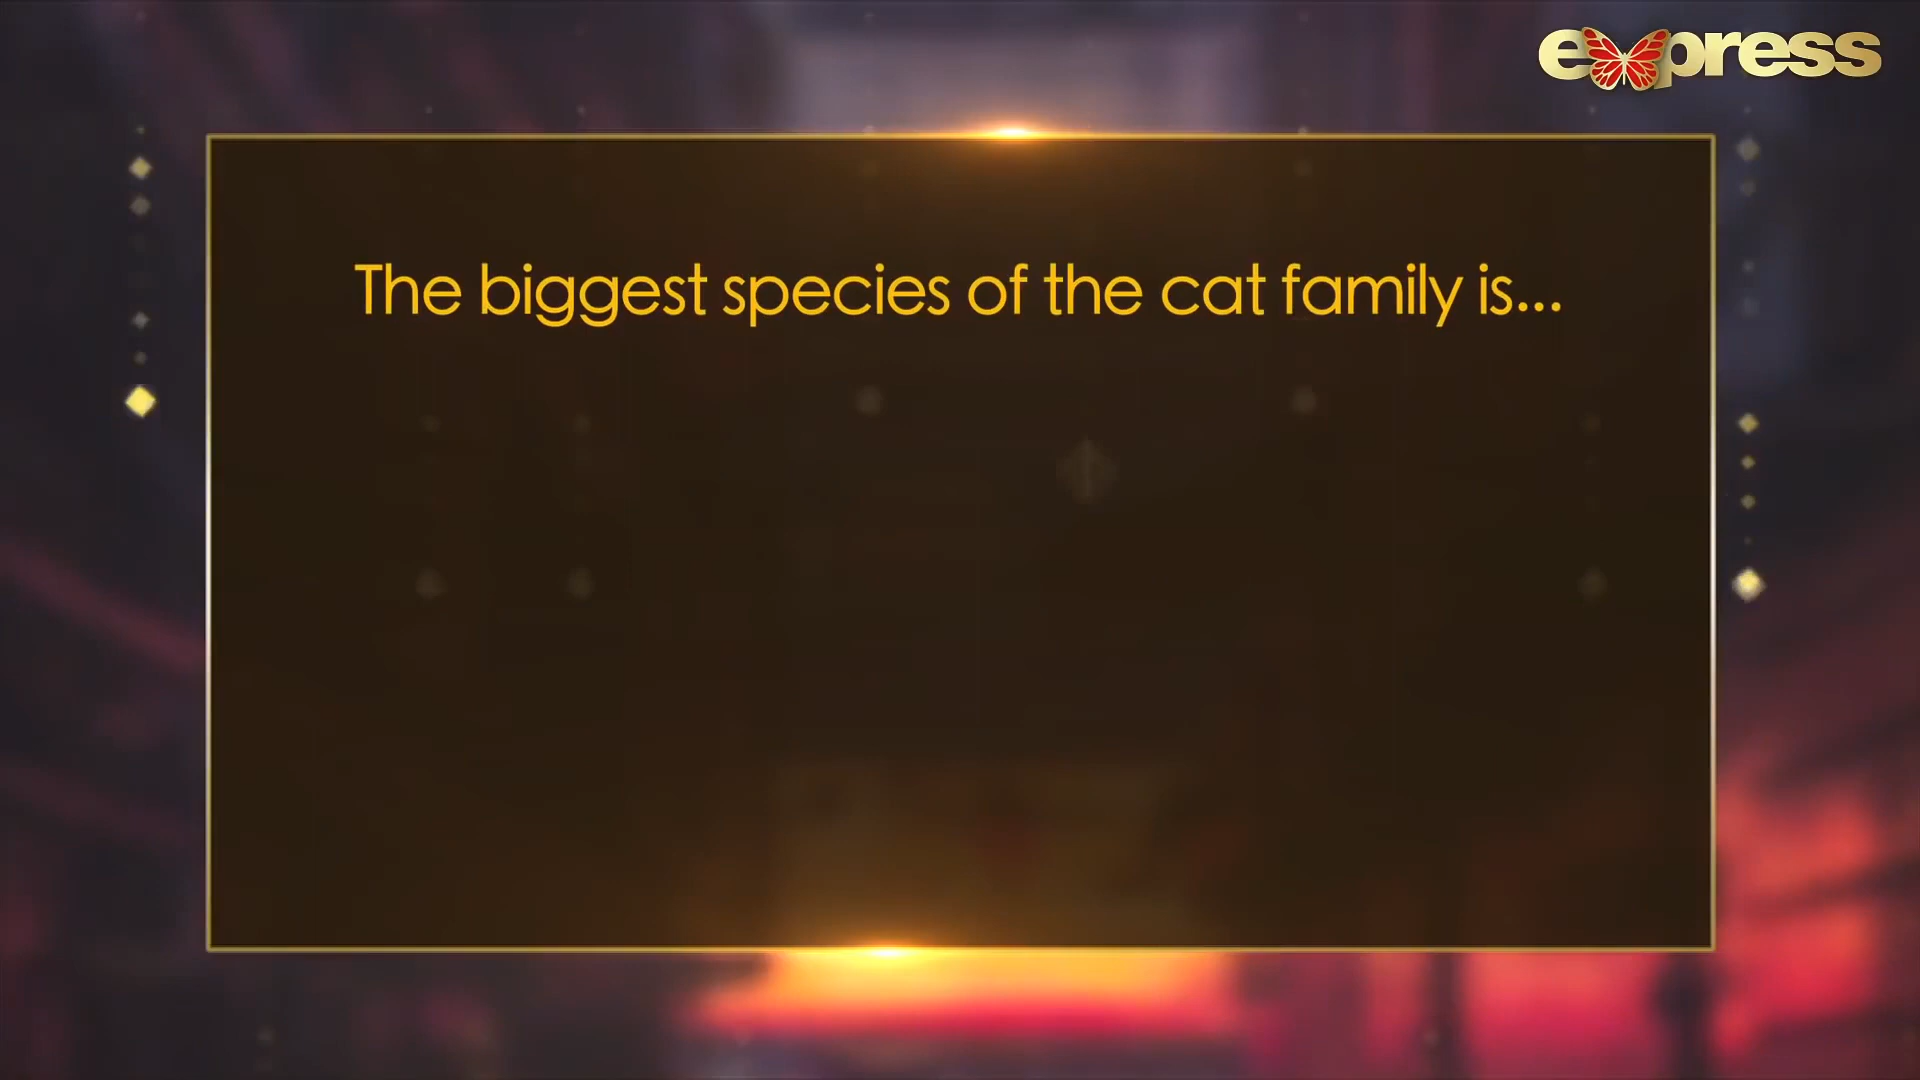 express
The biggest species of the cat family is...